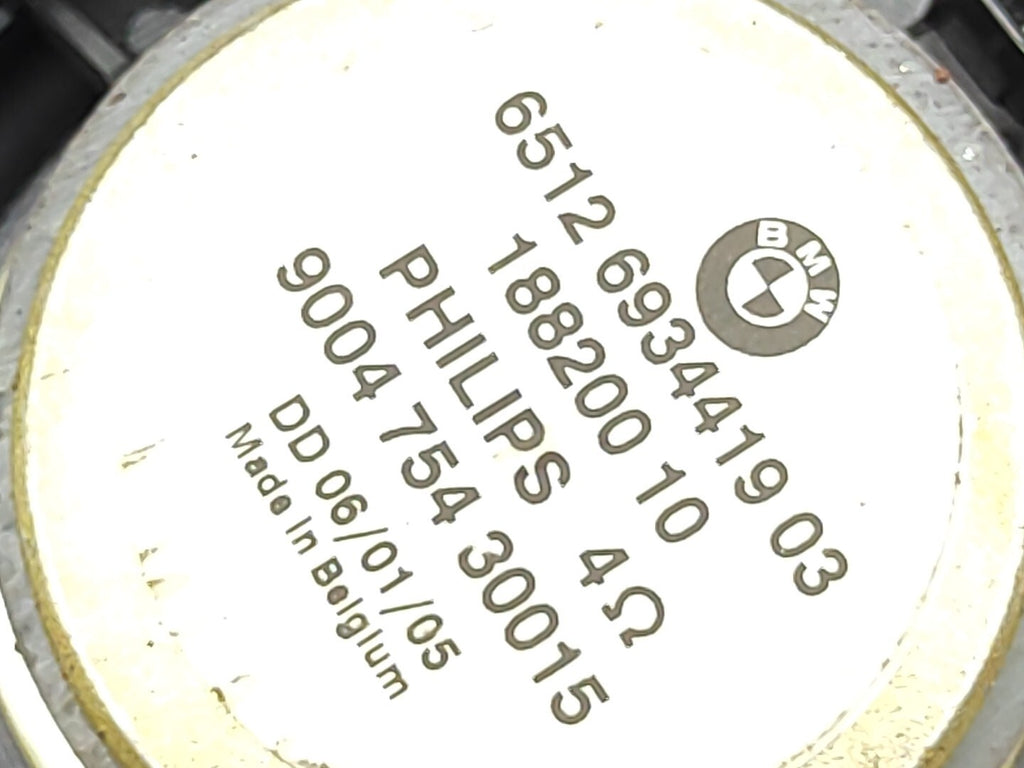 BMW
6512 6934419 03
188200 10
PHILIPS 4Ω
9004 754 30015
DD 06/01/05
Made In Belgium